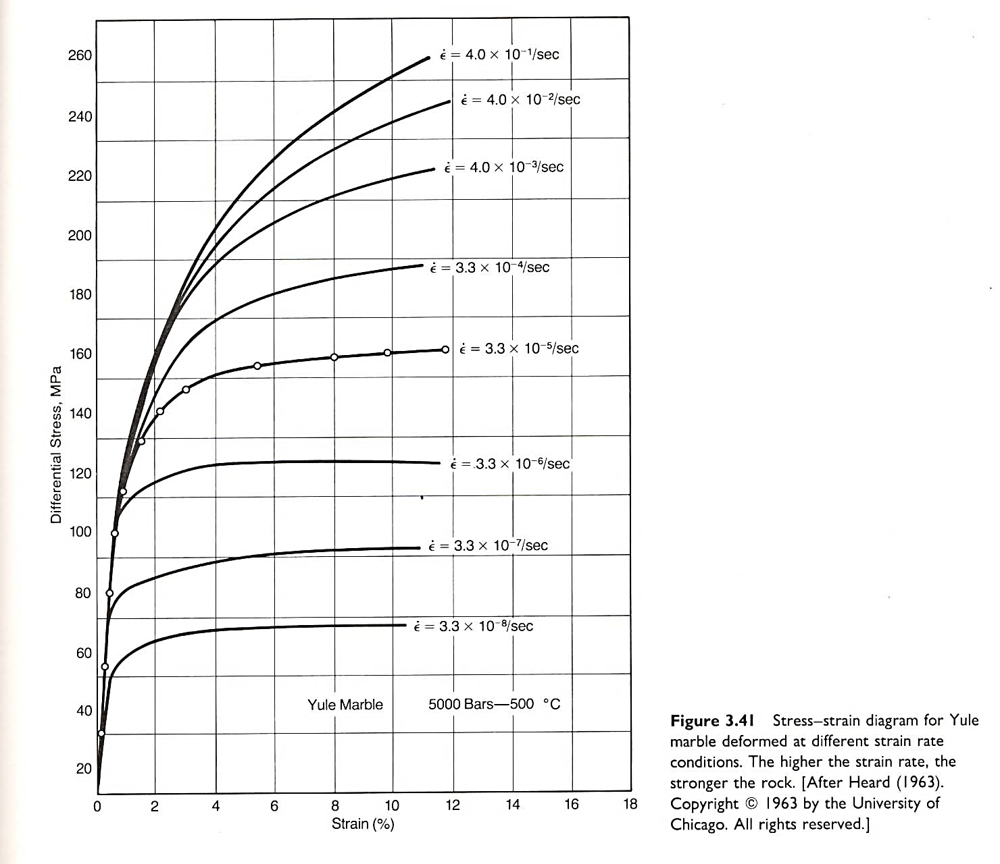 260
ϵ̇ = 4.0 × 10⁻¹/sec
ϵ̇ = 4.0 × 10⁻²/sec
240
220
ϵ̇ = 4.0 × 10⁻³/sec
200
ϵ̇ = 3.3 × 10⁻⁴/sec
180
160
ϵ̇ = 3.3 × 10⁻⁵/sec
140
120
ϵ̇ = 3.3 × 10⁻⁶/sec
100
ϵ̇ = 3.3 × 10⁻⁷/sec
80
ϵ̇ = 3.3 × 10⁻⁸/sec
60
40
20
Differential Stress, MPa
Yule Marble 5000 Bars—500 °C
0 2 4 6 8 10 12 14 16 18
Strain (%)
Figure 3.41 Stress–strain diagram for Yule
marble deformed at different strain rate
conditions. The higher the strain rate, the
stronger the rock. [After Heard (1963).
Copyright © 1963 by the University of
Chicago. All rights reserved.]